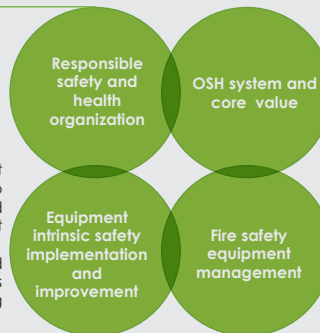 Responsible
safety and
health
organization
OSH system and
core value
Equipment
intrinsic safety
implementation
and
improvement
Fire safety
equipment
management